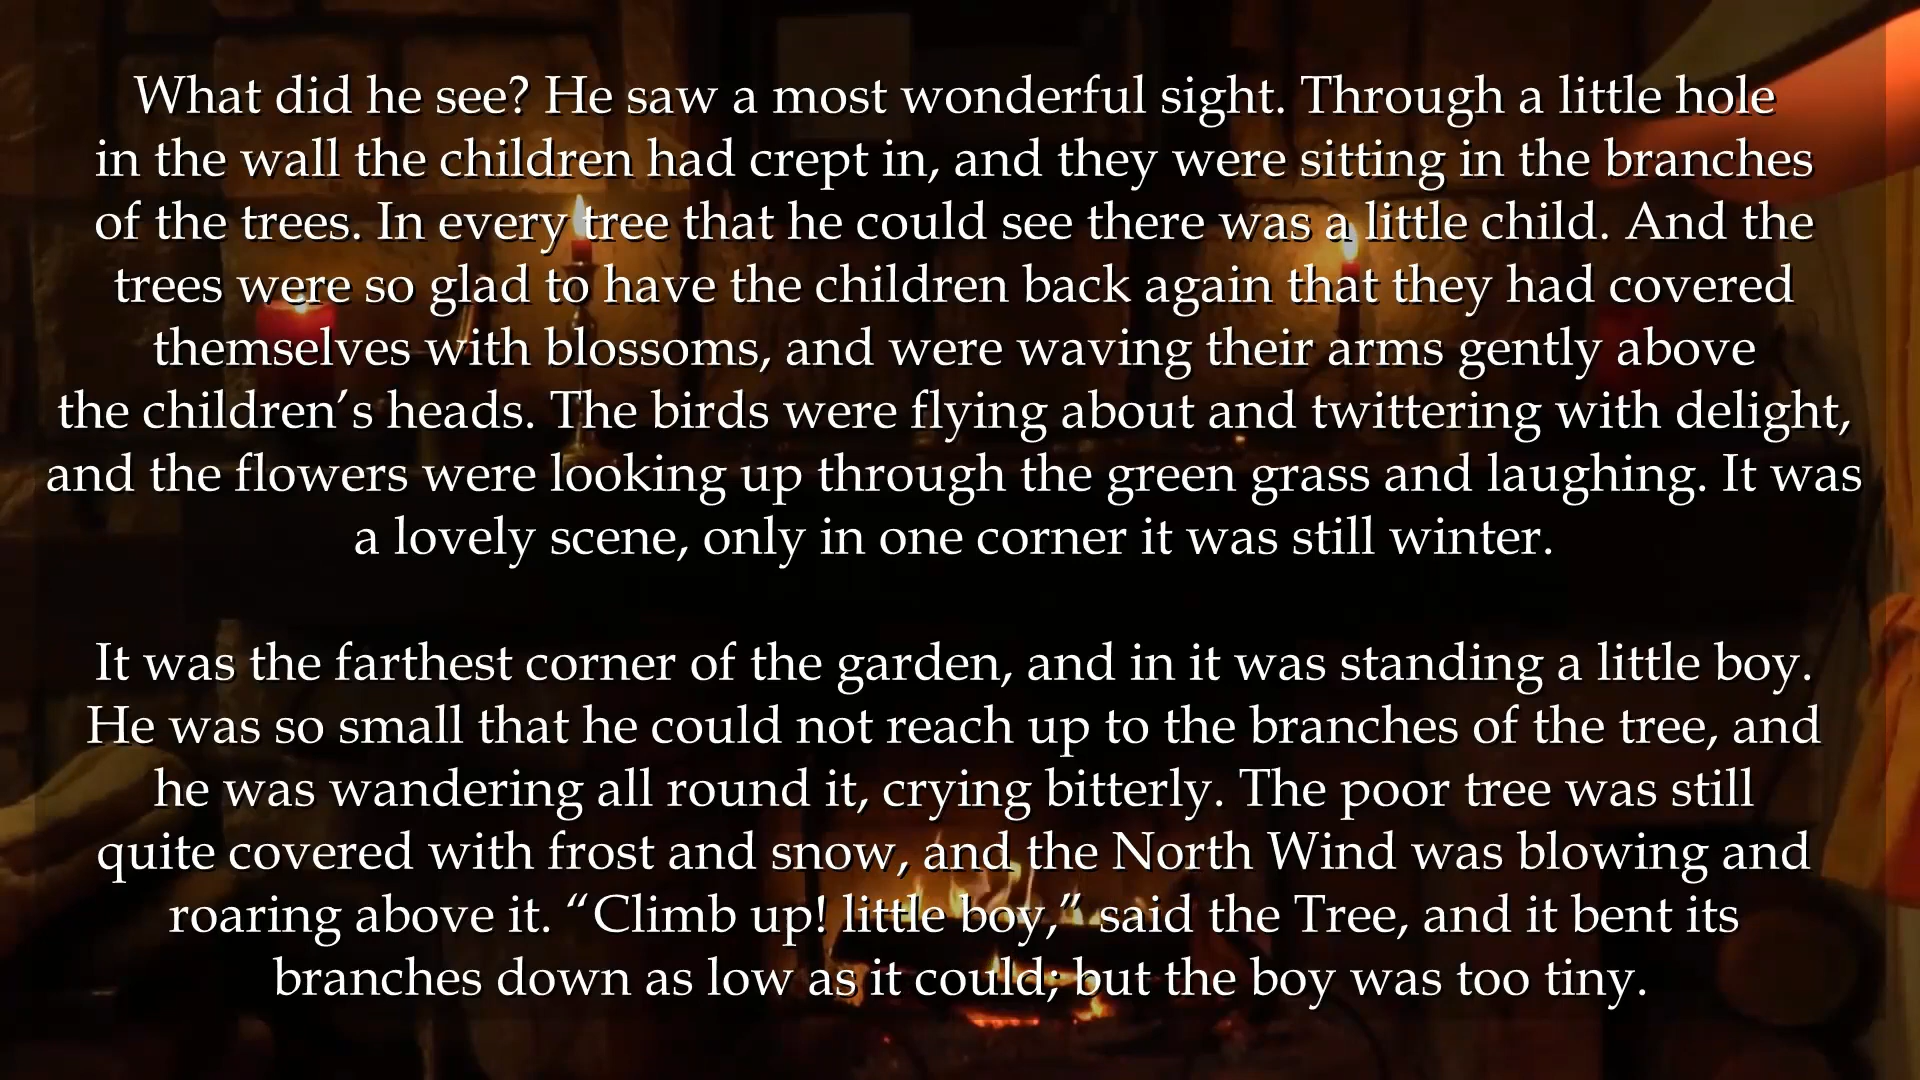 What did he see? He saw a most wonderful sight. Through a little hole
in the wall the children had crept in, and they were sitting in the branches
of the trees. In every tree that he could see there was a little child. And the
trees were so glad to have the children back again that they had covered
themselves with blossoms, and were waving their arms gently above
the children’s heads. The birds were flying about and twittering with delight,
and the flowers were looking up through the green grass and laughing. It was
a lovely scene, only in one corner it was still winter.
It was the farthest corner of the garden, and in it was standing a little boy.
He was so small that he could not reach up to the branches of the tree, and
he was wandering all round it, crying bitterly. The poor tree was still
quite covered with frost and snow, and the North Wind was blowing and
roaring above it. “Climb up! little boy,” said the Tree, and it bent its
branches down as low as it could; but the boy was too tiny.